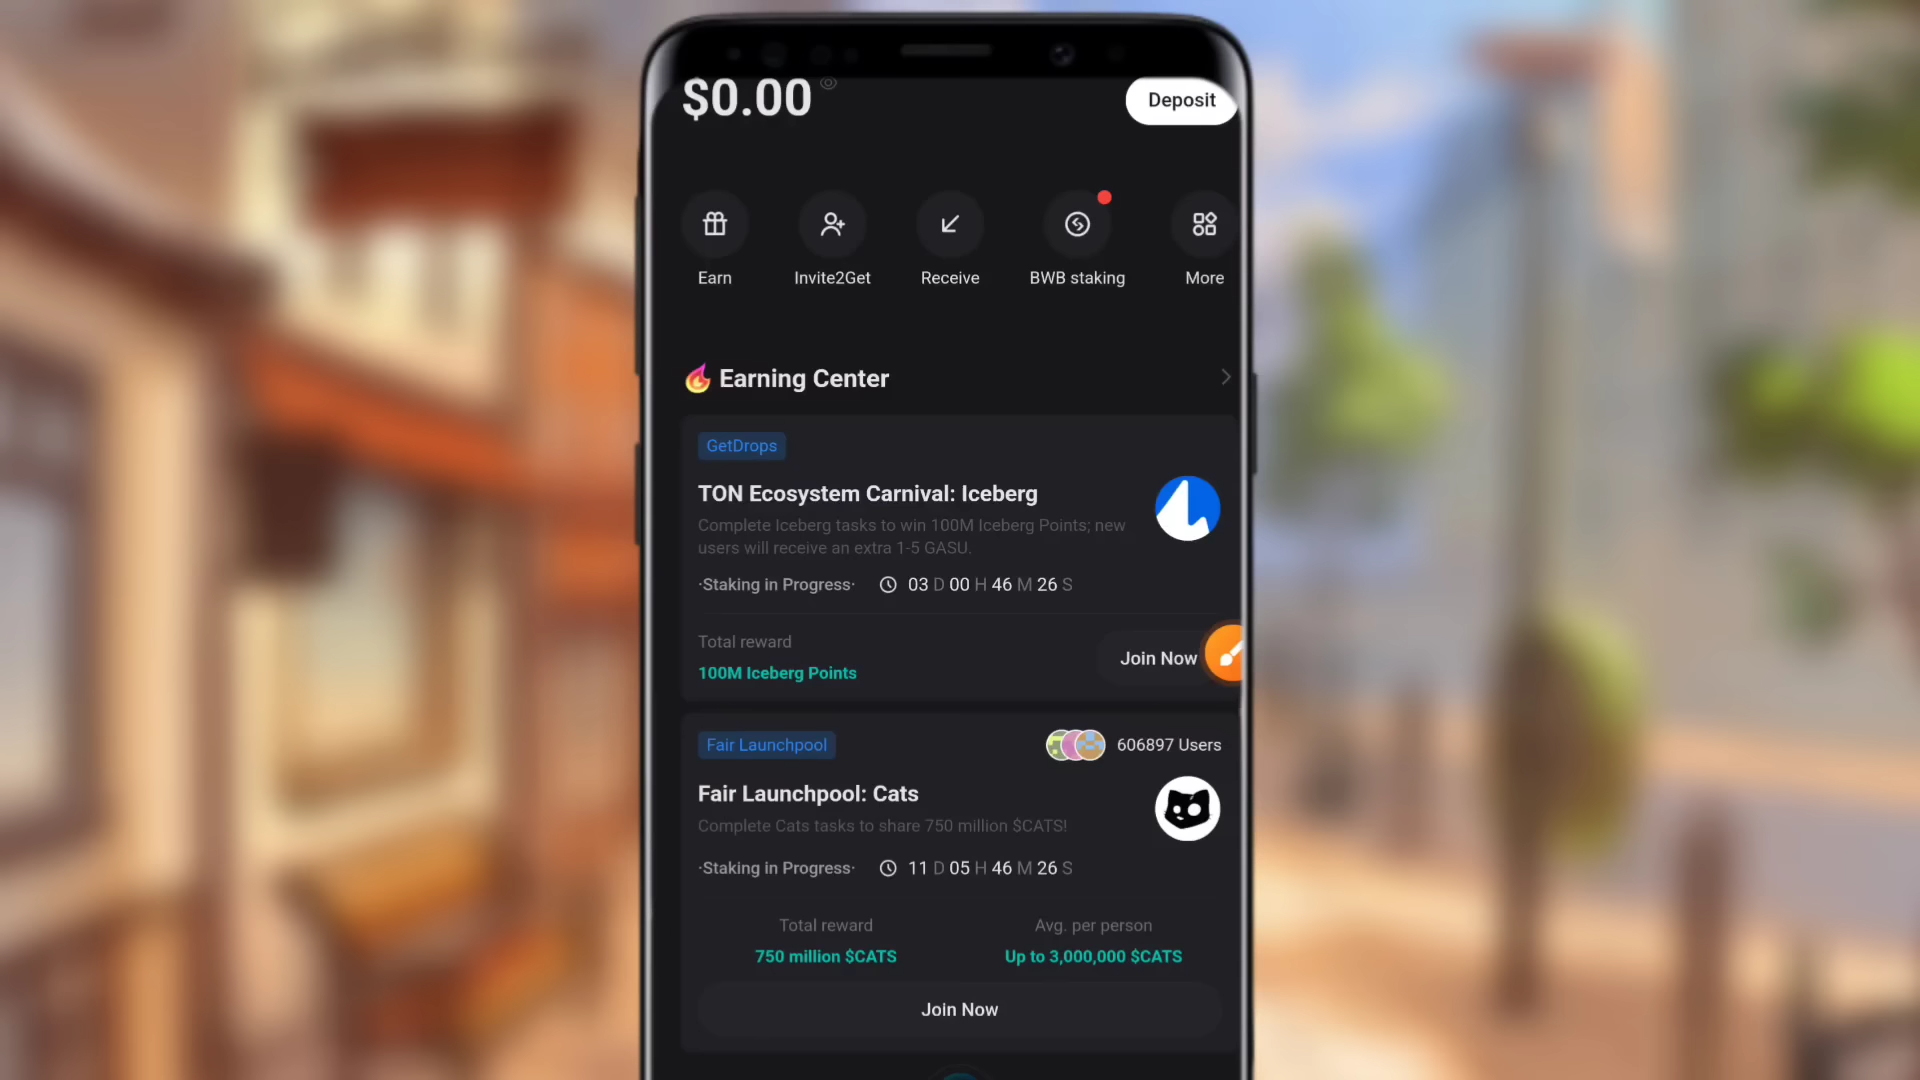 $0.00
Deposit
Earn
Invite2Get
Receive
BWB staking
More
Earning Center
GetDrops
TON Ecosystem Carnival: Iceberg
Complete Iceberg tasks to win 100M Iceberg Points; new
users will receive an extra 1-5 GASU.
·Staking in Progress· 03 D 00 H 46 M 26 S
Total reward
100M Iceberg Points
Join Now
Fair Launchpool
606897 Users
Fair Launchpool: Cats
Complete Cats tasks to share 750 million $CATS!
·Staking in Progress· 11 D 05 H 46 M 26 S
Total reward
750 million $CATS
Avg. per person
Up to 3,000,000 $CATS
Join Now